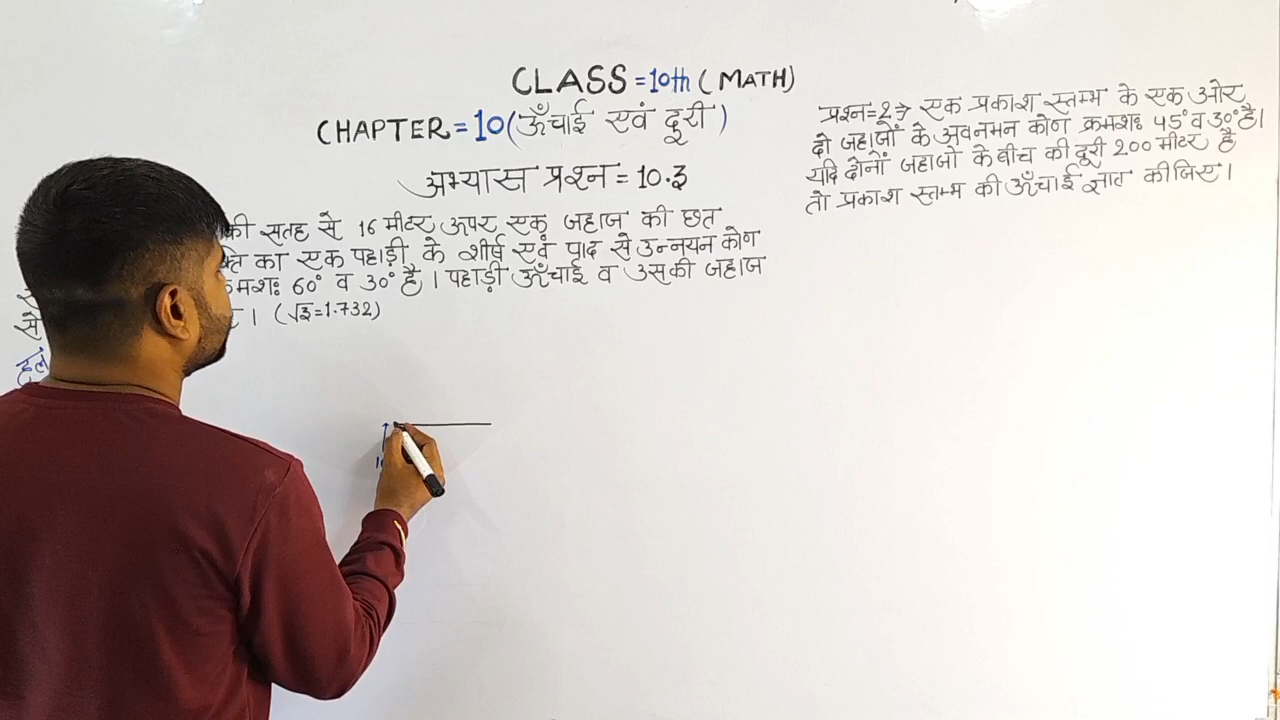 CLASS = 10th (MATH)
CHAPTER = 10 (ऊँचाई एवं दूरी)
अभ्यास प्रश्न = 10.3
की सतह से 16 मीटर ऊपर एक जहाज की छत
का एक पहाड़ी के शीर्ष एवं पाद से उन्नयन कोण
60° व 30° है। पहाड़ी ऊँचाई व उसकी जहाज
(√3=1.732)
प्रश्न=2→ एक प्रकाश स्तम्भ के एक ओर
दो जहाजों के अवनमन कोण क्रमशः 45° व 30° है।
यदि दोनों जहाजो के बीच की दूरी 200 मीटर है
तो प्रकाश स्तम्भ की ऊँचाई ज्ञात कीजिए।
से
हल